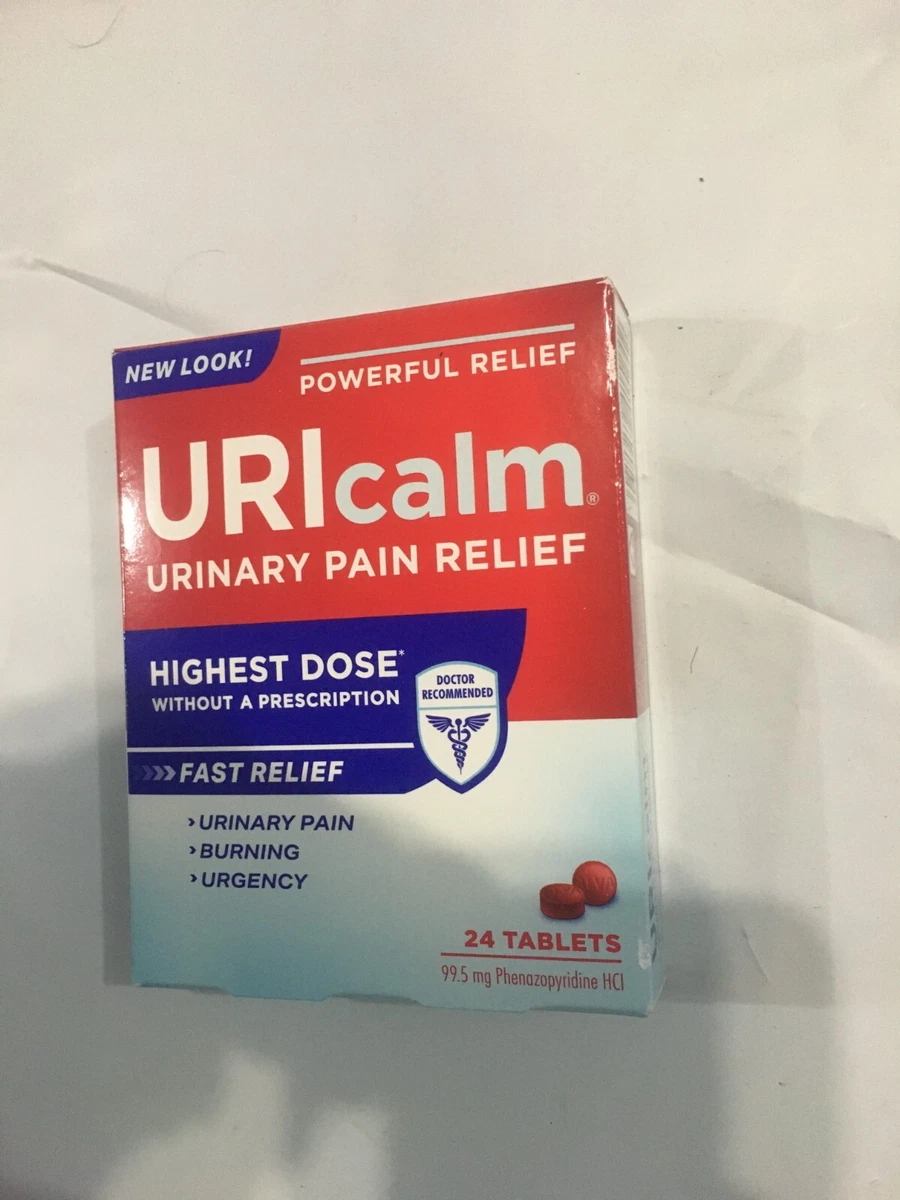 NEW LOOK!
POWERFUL RELIEF
URIcalm®
URINARY PAIN RELIEF
HIGHEST DOSE*
WITHOUT A PRESCRIPTION
DOCTOR
RECOMMENDED
FAST RELIEF
›URINARY PAIN
›BURNING
›URGENCY
24 TABLETS
99.5 mg Phenazopyridine HCl